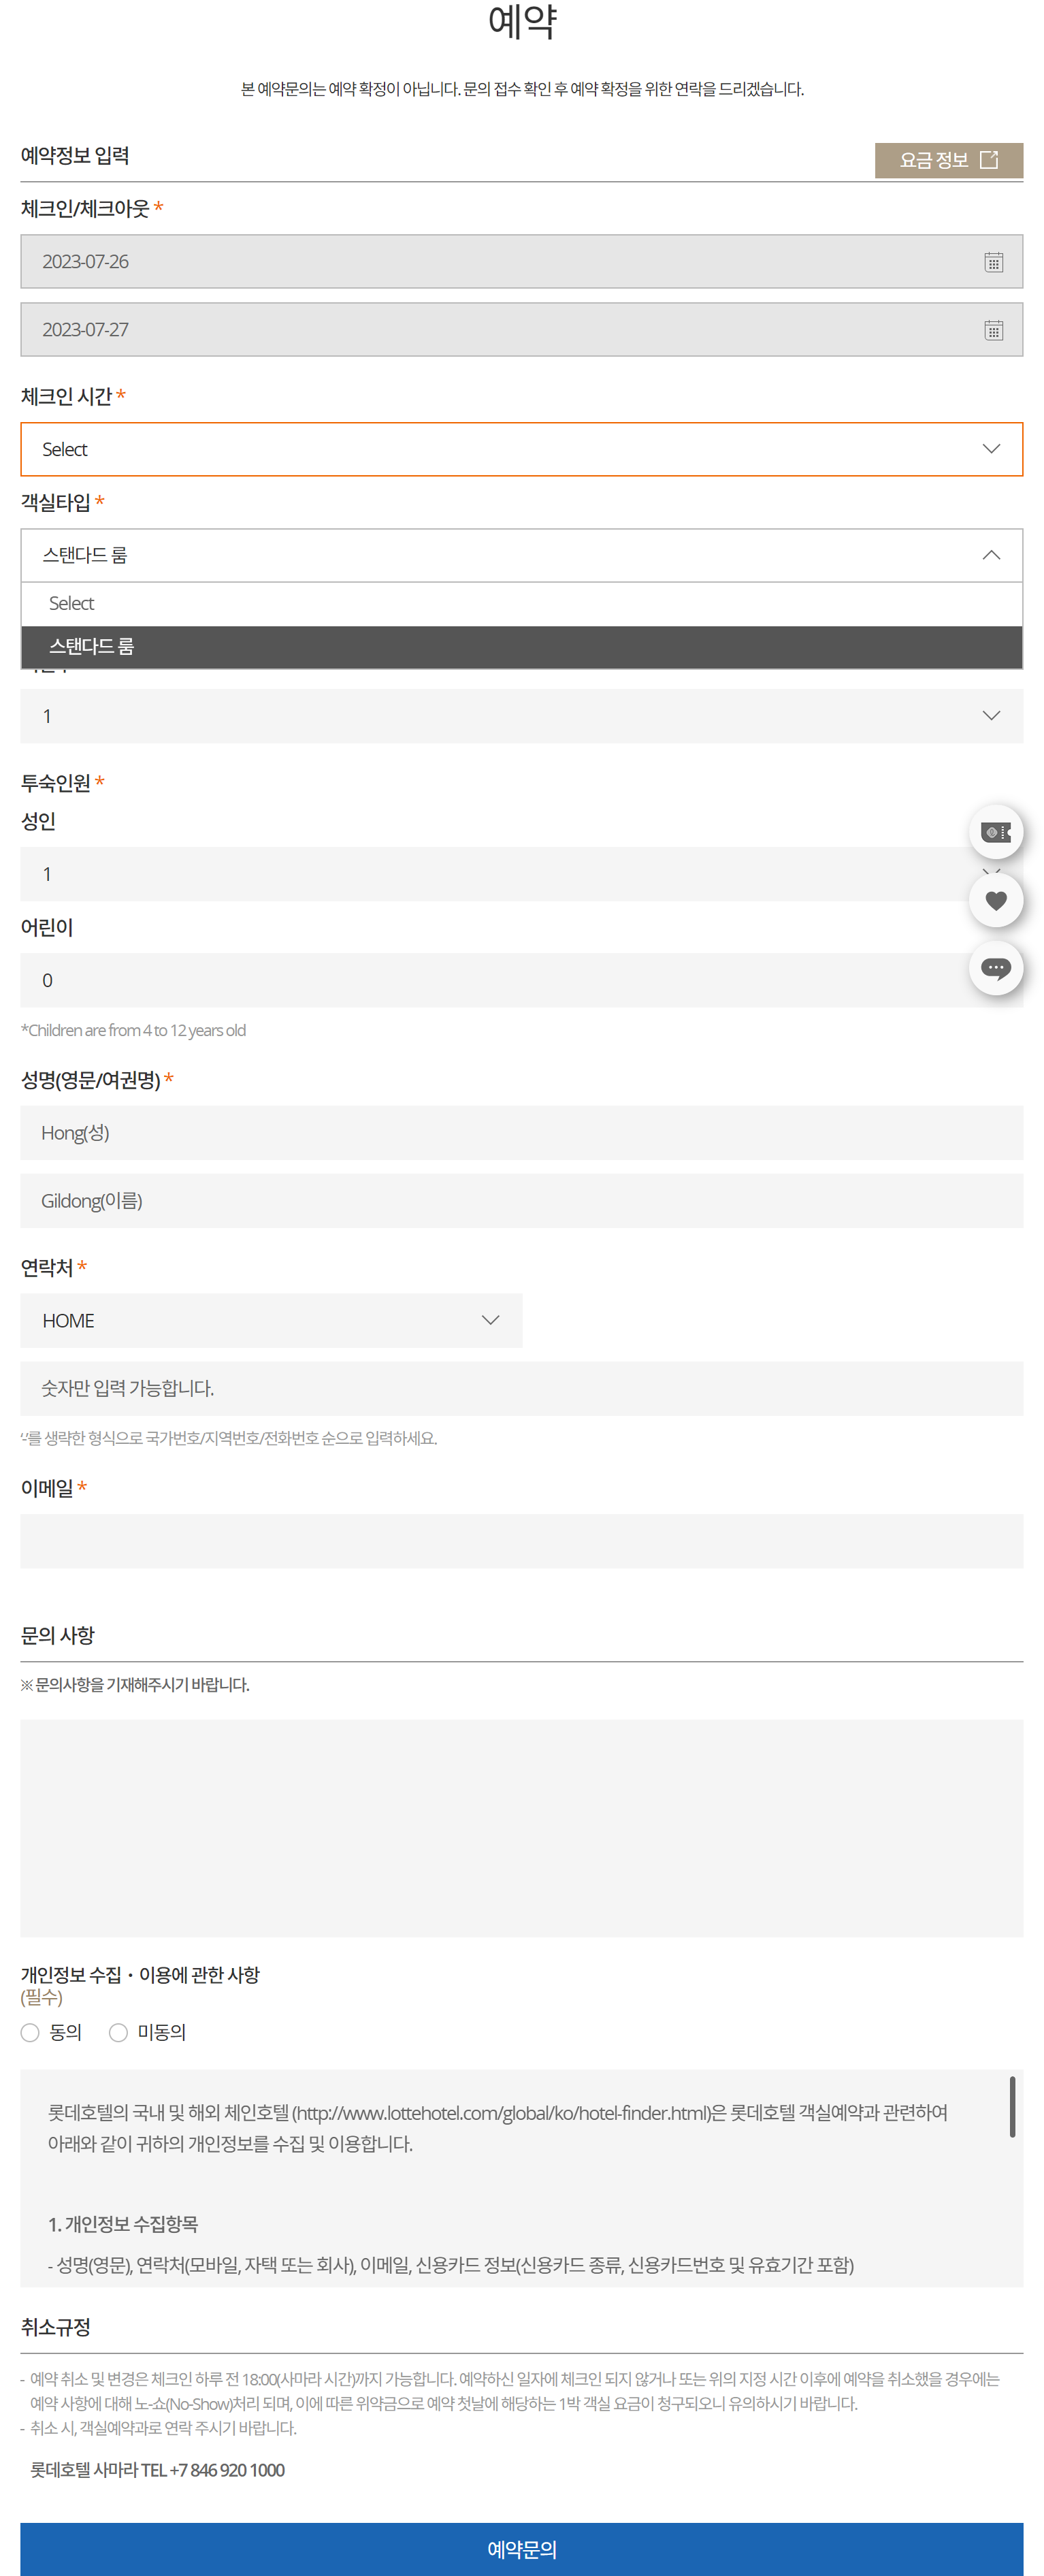 예약
본 예약문의는 예약 확정이 아닙니다. 문의 접수 확인 후 예약 확정을 위한 연락을 드리겠습니다.
예약정보 입력
요금 정보
체크인/체크아웃 *
2023-07-26
2023-07-27
체크인 시간 *
Select
객실타입 *
스탠다드 룸
Select
스탠다드 룸
1
투숙인원 *
성인
1
어린이
0
*Children are from 4 to 12 years old
성명(영문/여권명) *
Hong(성)
Gildong(이름)
연락처 *
HOME
숫자만 입력 가능합니다.
'-'를 생략한 형식으로 국가번호/지역번호/전화번호 순으로 입력하세요.
이메일 *
문의 사항
※ 문의사항을 기재해주시기 바랍니다.
개인정보 수집・이용에 관한 사항
(필수)
동의 미동의
롯데호텔의 국내 및 해외 체인호텔 (http://www.lottehotel.com/global/ko/hotel-finder.html)은 롯데호텔 객실예약과 관련하여
아래와 같이 귀하의 개인정보를 수집 및 이용합니다.
1. 개인정보 수집항목
- 성명(영문), 연락처(모바일, 자택 또는 회사), 이메일, 신용카드 정보(신용카드 종류, 신용카드번호 및 유효기간 포함)
취소규정
- 예약 취소 및 변경은 체크인 하루 전 18:00(사마라 시간)까지 가능합니다. 예약하신 일자에 체크인 되지 않거나 또는 위의 지정 시간 이후에 예약을 취소했을 경우에는
예약 사항에 대해 노-쇼(No-Show)처리 되며, 이에 따른 위약금으로 예약 첫날에 해당하는 1박 객실 요금이 청구되오니 유의하시기 바랍니다.
- 취소 시, 객실예약과로 연락 주시기 바랍니다.
롯데호텔 사마라 TEL +7 846 920 1000
예약문의